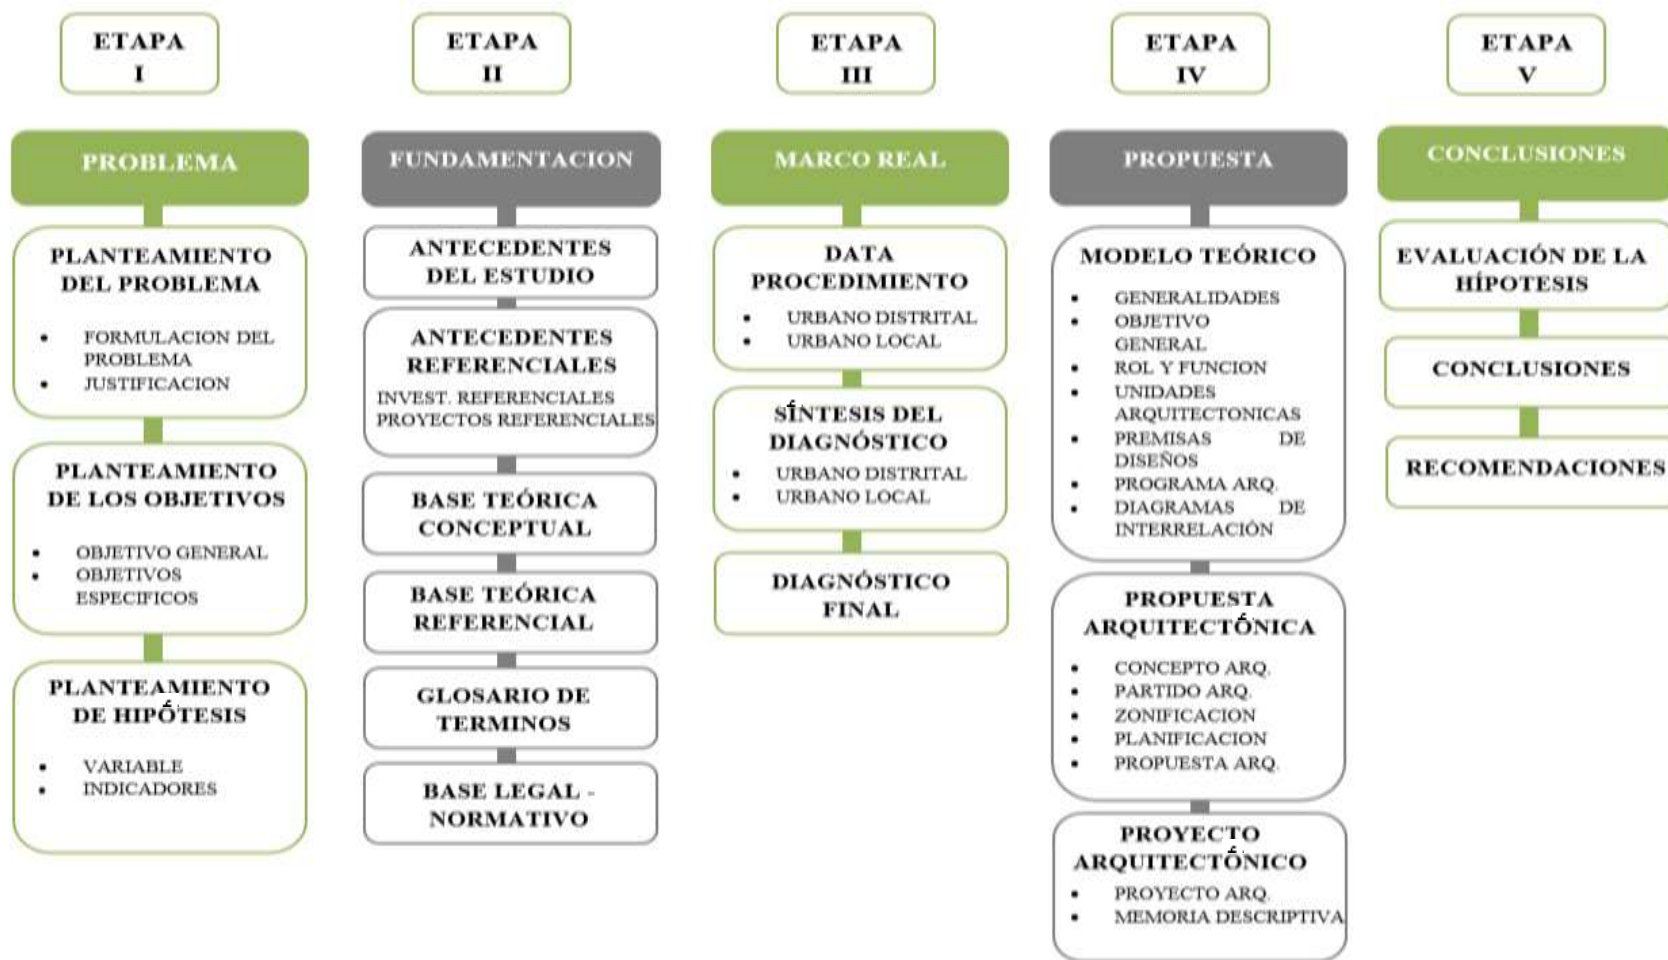 ETAPA
I
PROBLEMA
PLANTEAMIENTO
DEL PROBLEMA
• FORMULACION DEL
PROBLEMA
• JUSTIFICACION
PLANTEAMIENTO
DE LOS OBJETIVOS
• OBJETIVO GENERAL
• OBJETIVOS
ESPECIFICOS
PLANTEAMIENTO
DE HIPÓTESIS
• VARIABLE
• INDICADORES
ETAPA
II
FUNDAMENTACION
ANTECEDENTES
DEL ESTUDIO
ANTECEDENTES
REFERENCIALES
INVEST. REFERENCIALES
PROYECTOS REFERENCIALES
BASE TEÓRICA
CONCEPTUAL
BASE TEÓRICA
REFERENCIAL
GLOSARIO DE
TERMINOS
BASE LEGAL -
NORMATIVO
ETAPA
III
MARCO REAL
DATA
PROCEDIMIENTO
• URBANO DISTRITAL
• URBANO LOCAL
SÍNTESIS DEL
DIAGNÓSTICO
• URBANO DISTRITAL
• URBANO LOCAL
DIAGNÓSTICO
FINAL
ETAPA
IV
PROPUESTA
MODELO TEÓRICO
• GENERALIDADES
• OBJETIVO
GENERAL
• ROL Y FUNCION
• UNIDADES
ARQUITECTONICAS
• PREMISAS DE
DISEÑOS
• PROGRAMA ARQ.
• DIAGRAMAS DE
INTERRELACIÓN
PROPUESTA
ARQUITECTÓNICA
• CONCEPTO ARQ.
• PARTIDO ARQ.
• ZONIFICACION
• PLANIFICACION
• PROPUESTA ARQ.
PROYECTO
ARQUITECTÓNICO
• PROYECTO ARQ.
• MEMORIA DESCRIPTIVA
ETAPA
V
CONCLUSIONES
EVALUACIÓN DE LA
HÍPOTESIS
CONCLUSIONES
RECOMENDACIONES